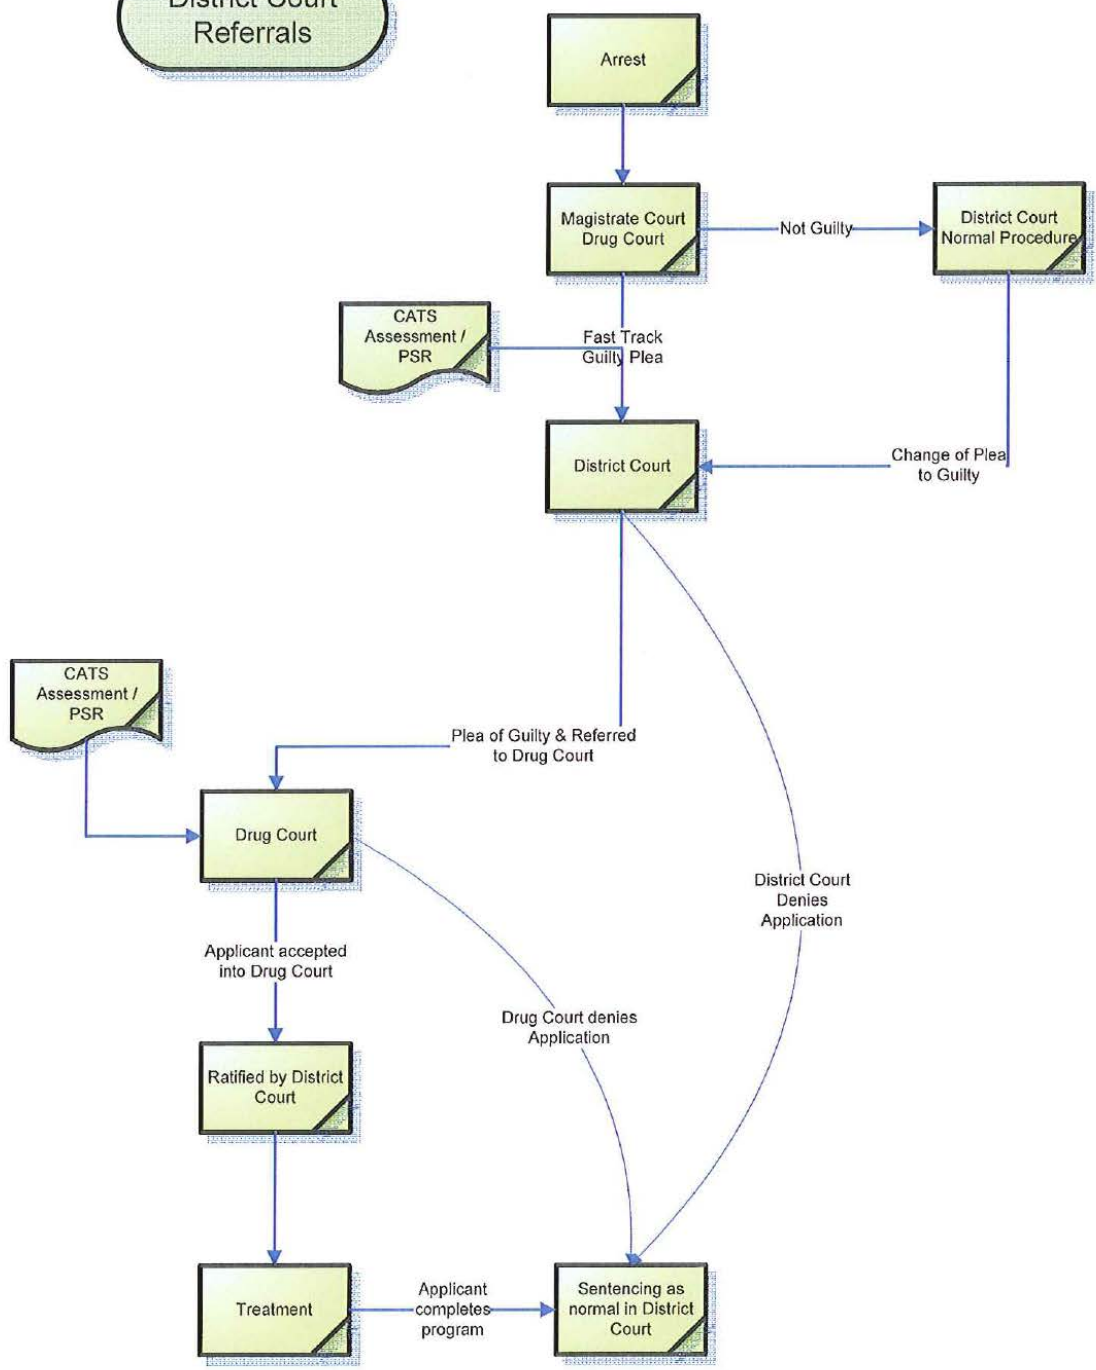 District Court
Referrals
Arrest
Magistrate Court
Drug Court
Not Guilty
District Court
Normal Procedure
CATS
Assessment /
PSR
Fast Track
Guilty Plea
District Court
Change of Plea
to Guilty
CATS
Assessment /
PSR
Plea of Guilty & Referred
to Drug Court
Drug Court
District Court
Denies
Application
Applicant accepted
into Drug Court
Drug Court denies
Application
Ratified by District
Court
Treatment
Applicant
completes
program
Sentencing as
normal in District
Court